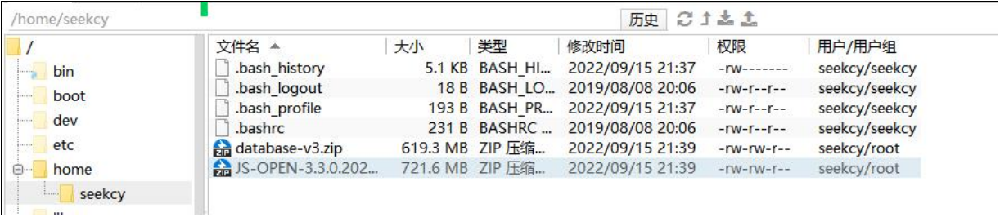 /home/seekcy 历史
/
bin
boot
dev
etc
home
seekcy
文件名 大小 类型 修改时间 权限 用户/用户组
.bash_history 5.1 KB BASH_HI... 2022/09/15 21:37 -rw------- seekcy/seekcy
.bash_logout 18 B BASH_LO... 2019/08/08 20:06 -rw-r--r-- seekcy/seekcy
.bash_profile 193 B BASH_PR... 2022/09/15 21:37 -rw-r--r-- seekcy/seekcy
.bashrc 231 B BASHRC ... 2019/08/08 20:06 -rw-r--r-- seekcy/seekcy
ZIP database-v3.zip 619.3 MB ZIP 压缩... 2022/09/15 21:39 -rw-rw-r-- seekcy/root
ZIP JS-OPEN-3.3.0.202... 721.6 MB ZIP 压缩... 2022/09/15 21:39 -rw-rw-r-- seekcy/root